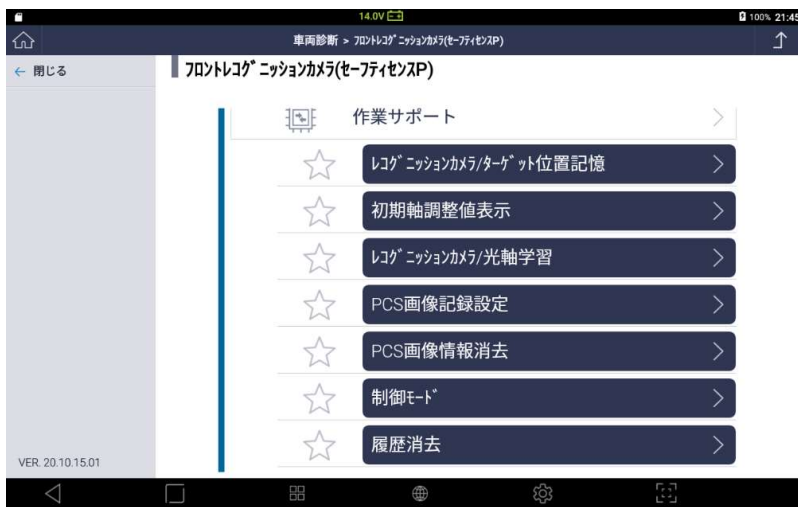 14.0V
100% 21:45
車両診断 > ﾌﾛﾝﾄﾚｺｸﾞﾆｯｼｮﾝｶﾒﾗ(ｾｰﾌﾃｨｾﾝｽP)
← 閉じる
ﾌﾛﾝﾄﾚｺｸﾞﾆｯｼｮﾝｶﾒﾗ(ｾｰﾌﾃｨｾﾝｽP)
作業サポート
ﾚｺｸﾞﾆｯｼｮﾝｶﾒﾗ/ﾀｰｹﾞｯﾄ位置記憶
初期軸調整値表示
ﾚｺｸﾞﾆｯｼｮﾝｶﾒﾗ/光軸学習
PCS画像記録設定
PCS画像情報消去
制御ﾓｰﾄﾞ
履歴消去
VER. 20.10.15.01